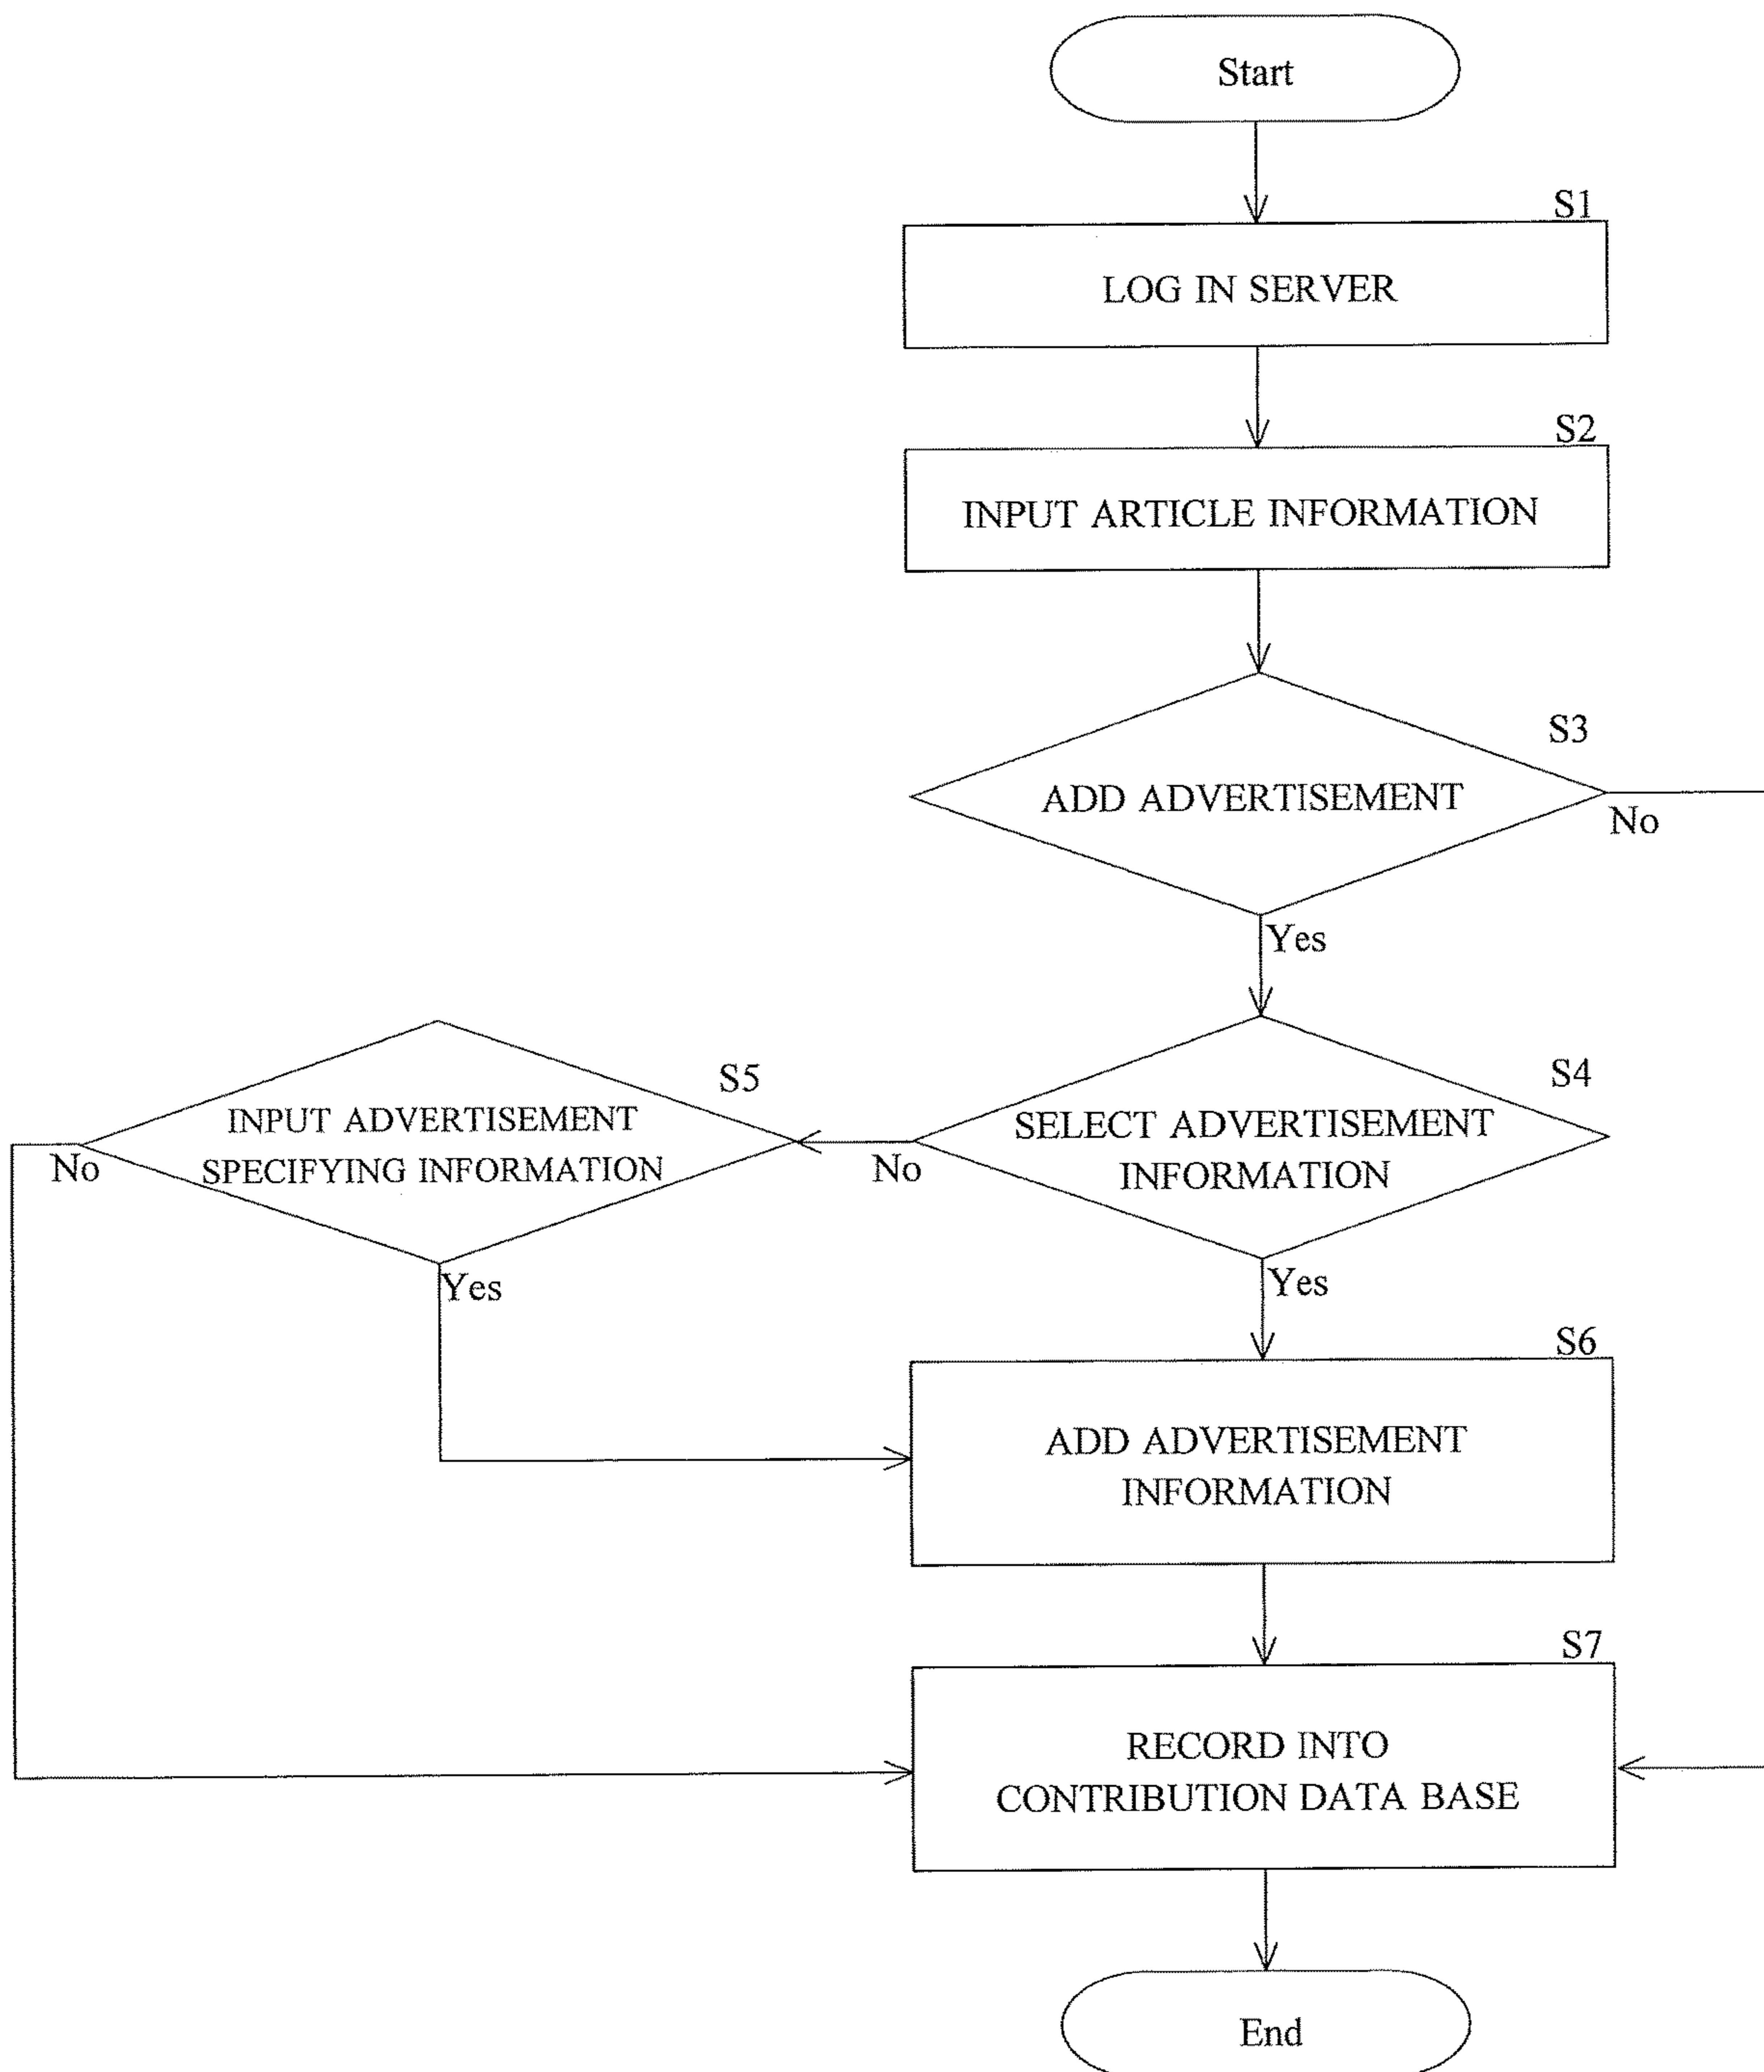 Start
S1
LOG IN SERVER
S2
INPUT ARTICLE INFORMATION
S3
ADD ADVERTISEMENT
No
Yes
S5
INPUT ADVERTISEMENT
SPECIFYING INFORMATION
No
Yes
S4
SELECT ADVERTISEMENT
INFORMATION
No
Yes
S6
ADD ADVERTISEMENT
INFORMATION
S7
RECORD INTO
CONTRIBUTION DATA BASE
End